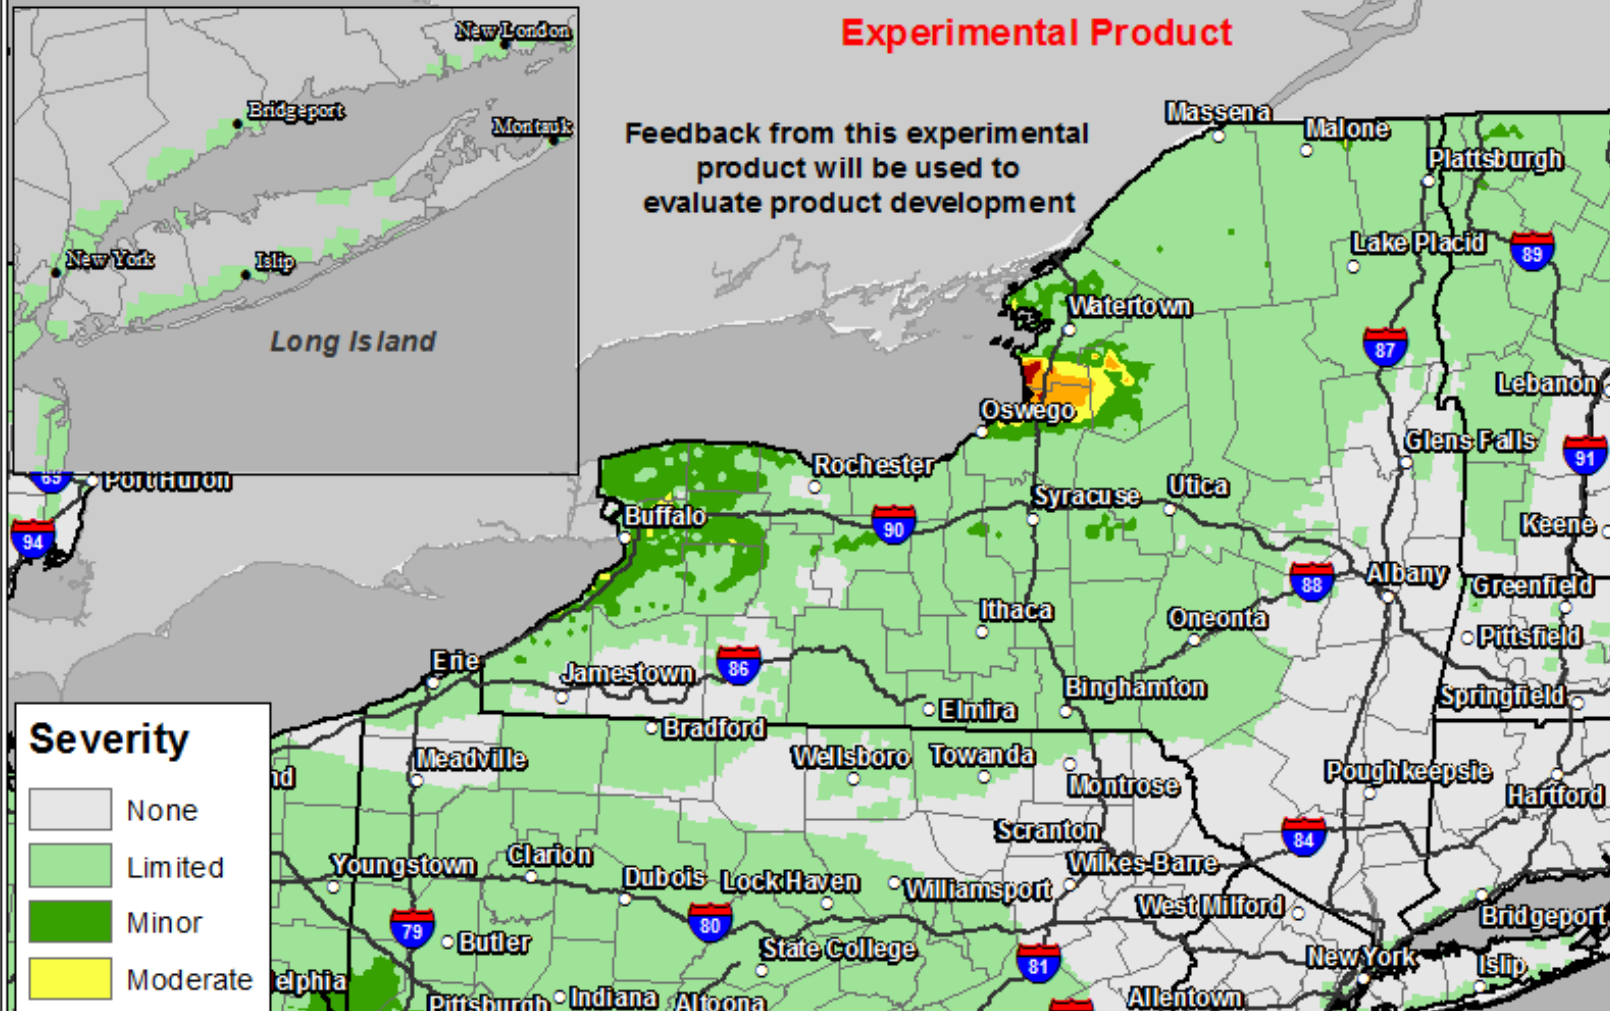 Experimental Product
Feedback from this experimental
product will be used to
evaluate product development
New London
Bridgeport
Montauk
New York
Islip
Long Island
Massena
Malone
Plattsburgh
Lake Placid
89
Watertown
87
Lebanon
Oswego
Glens Falls
91
Rochester
Port Huron
69
Syracuse
Utica
Buffalo
90
Keene
94
Albany
88
Greenfield
Ithaca
Oneonta
Pittsfield
Erie
86
Jamestown
Binghamton
Springfield
Elmira
Bradford
Severity
Meadville
Wellsboro
Towanda
nd
Montrose
Poughkeepsie
Hartford
None
Scranton
84
Limited
Youngstown
Clarion
Dubois
Lock Haven
Williamsport
Wilkes-Barre
West Milford
Bridgeport
Minor
79
80
Butler
State College
81
New York
Islip
Moderate
elphia
Pittsburgh
Indiana
Altoona
Allentown